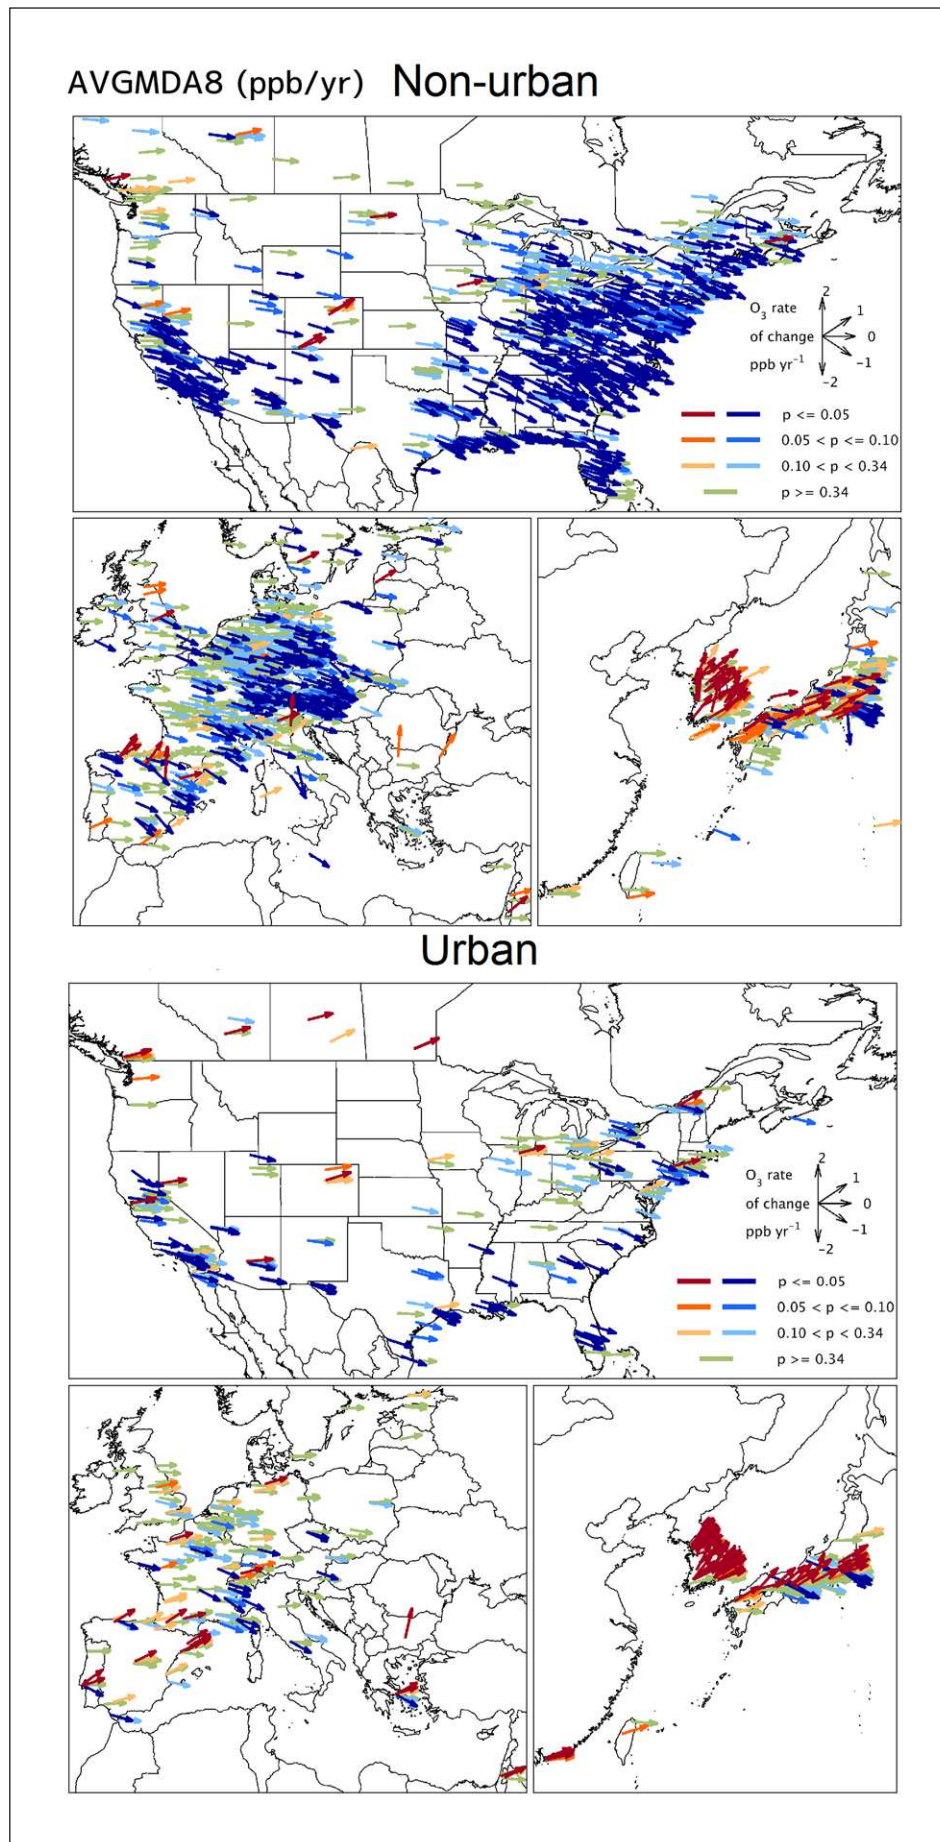 AVGMDA8 (ppb/yr) Non-urban
O3 rate
of change
ppb yr−1
2
1
0
−1
−2
p <= 0.05
0.05 < p <= 0.10
0.10 < p < 0.34
p >= 0.34
Urban
O3 rate
of change
ppb yr−1
2
1
0
−1
−2
p <= 0.05
0.05 < p <= 0.10
0.10 < p < 0.34
p >= 0.34